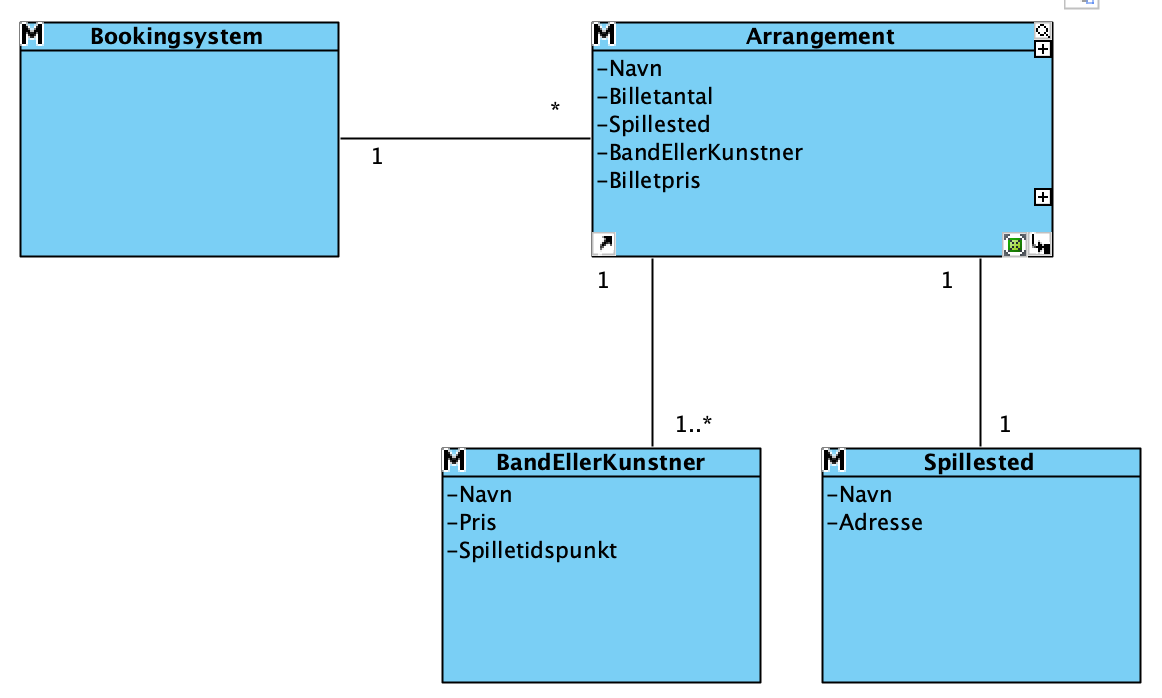 Bookingsystem
Arrangement
-Navn
-Billetantal
-Spillested
-BandEllerKunstner
-Billetpris
*
1
1
1
1..*
1
BandEllerKunstner
-Navn
-Pris
-Spilletidspunkt
Spillested
-Navn
-Adresse